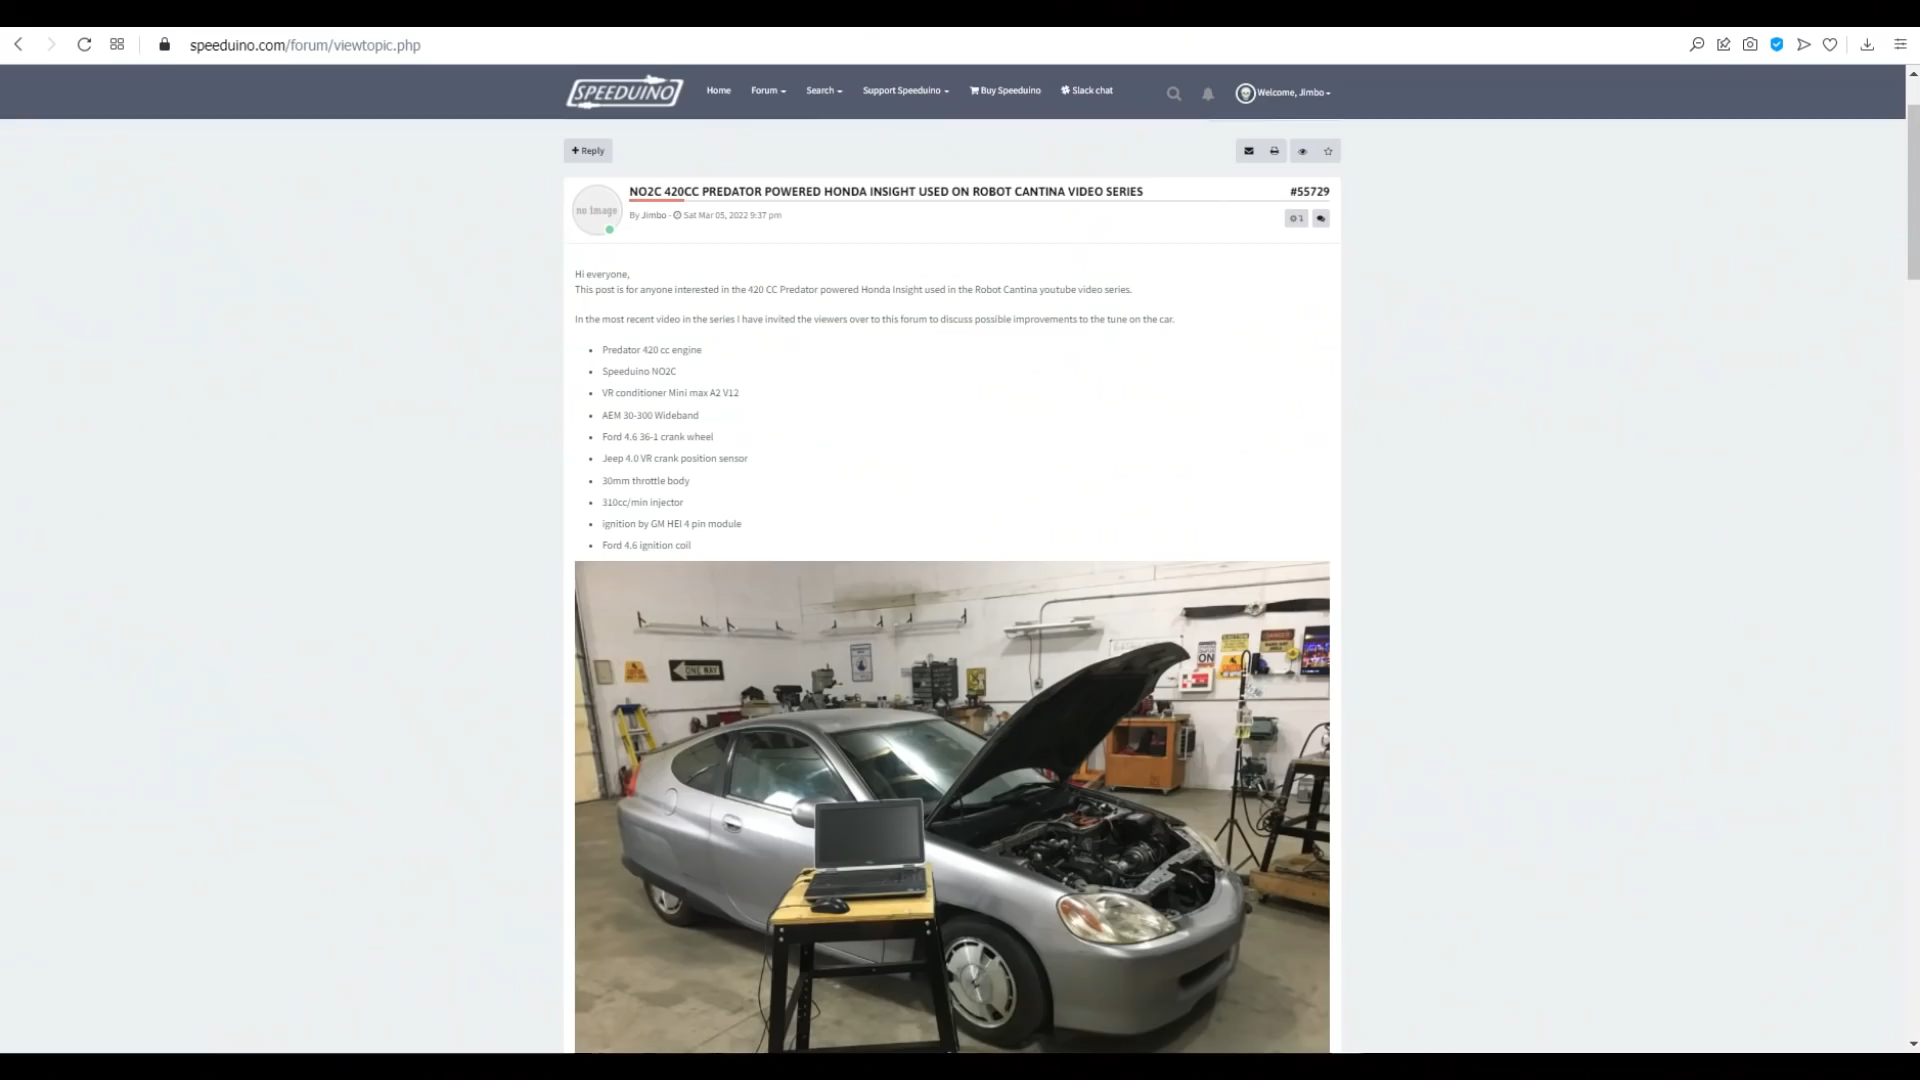 speeduino.com/forum/viewtopic.php
SPEEDUINO
Home
Forum
Search
Support Speeduino
Buy Speeduino
Slack chat
Welcome, Jimbo
Reply
NO2C 420CC PREDATOR POWERED HONDA INSIGHT USED ON ROBOT CANTINA VIDEO SERIES
#55729
no image
By Jimbo - Sat Mar 05, 2022 9:37 pm
1
Hi everyone,
This post is for anyone interested in the 420 CC Predator powered Honda Insight used in the Robot Cantina youtube video series.
In the most recent video in the series I have invited the viewers over to this forum to discuss possible improvements to the tune on the car.
• Predator 420 cc engine
• Speeduino NO2C
• VR conditioner Mini max A2 V12
• AEM 30-300 Wideband
• Ford 4.6 36-1 crank wheel
• Jeep 4.0 VR crank position sensor
• 30mm throttle body
• 310cc/min injector
• ignition by GM HEI 4 pin module
• Ford 4.6 ignition coil
ONE WAY
ON